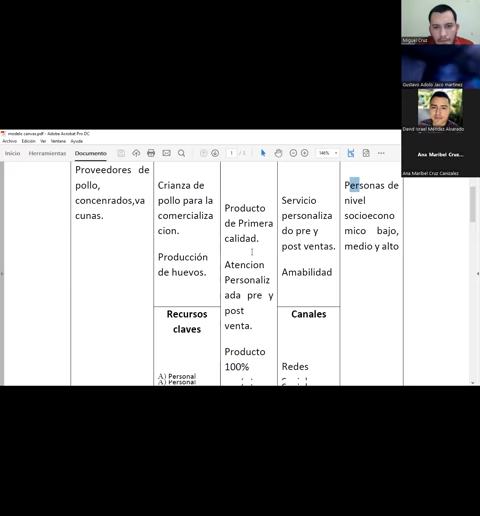 Miguel Cruz
Gustavo Adolo Jaco martinez
David Israel Méndez Alvarado
Ana Maribel Cruz...
Ana Maribel Cruz Canizalez
modelo canvas.pdf - Adobe Acrobat Pro DC
Archivo Edición Ver Ventana Ayuda
Inicio Herramientas Documento
1
146%
Proveedores de
pollo,
concenrados,va
cunas.
Crianza de
pollo para la
comercializa
cion.
Producción
de huevos.
Recursos
claves
A) Personal
A) Personal
Producto
de Primera
calidad.
Atencion
Personaliz
ada pre y
post
venta.
Producto
100%
Servicio
personaliza
do pre y
post ventas.
Amabilidad
Canales
Redes
Personas de
nivel
socioecono
mico bajo,
medio y alto